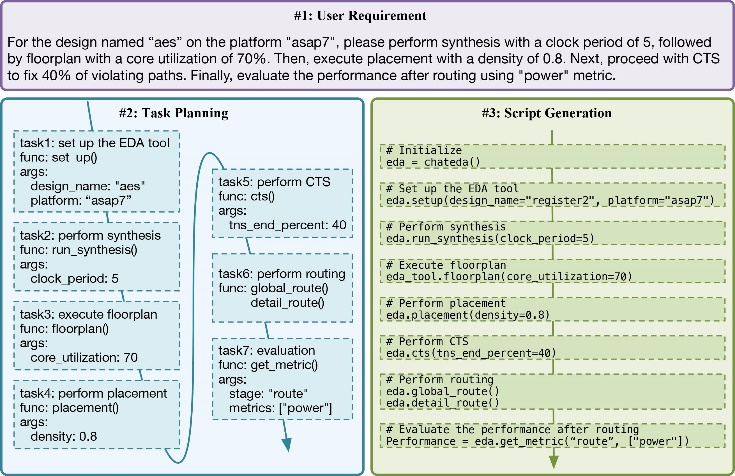 #1: User Requirement
For the design named “aes” on the platform "asap7", please perform synthesis with a clock period of 5, followed
by floorplan with a core utilization of 70%. Then, execute placement with a density of 0.8. Next, proceed with CTS
to fix 40% of violating paths. Finally, evaluate the performance after routing using "power" metric.
#2: Task Planning
task1: set up the EDA tool
func: set_up()
args:
design_name: "aes"
platform: “asap7”
task2: perform synthesis
func: run_synthesis()
args:
clock_period: 5
task3: execute floorplan
func: floorplan()
args:
core_utilization: 70
task4: perform placement
func: placement()
args:
density: 0.8
task5: perform CTS
func: cts()
args:
tns_end_percent: 40
task6: perform routing
func: global_route()
detail_route()
task7: evaluation
func: get_metric()
args:
stage: "route"
metrics: ["power"]
#3: Script Generation
# Initialize
eda = chateda()
# Set up the EDA tool
eda.setup(design_name="register2", platform="asap7")
# Perform synthesis
eda.run_synthesis(clock_period=5)
# Execute floorplan
eda_tool.floorplan(core_utilization=70)
# Perform placement
eda.placement(density=0.8)
# Perform CTS
eda.cts(tns_end_percent=40)
# Perform routing
eda.global_route()
eda.detail_route()
# Evaluate the performance after routing
Performance = eda.get_metric(“route”, ["power"])